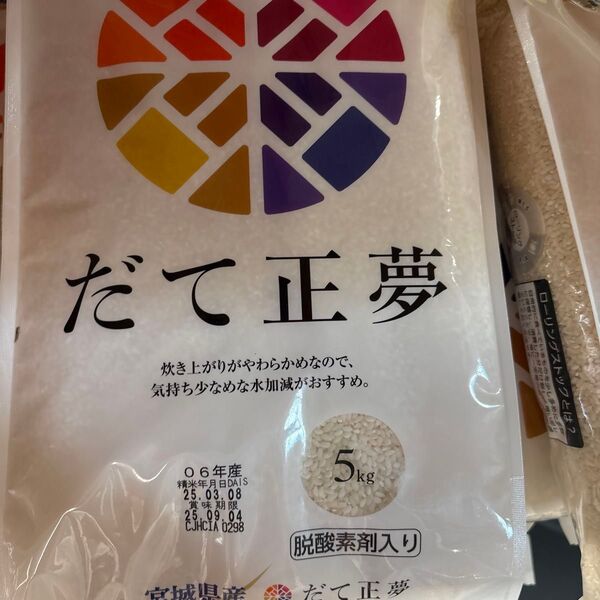 だて正夢
炊き上がりがやわらかめなので、
気持ち少なめな水加減がおすすめ。
06年産
精米年月日DAIS
25.03.08
賞味期限
25.09.04
CJHCIA 0298
5kg
脱酸素剤入り
宮城県産 だて正夢
ローリングストックとは?